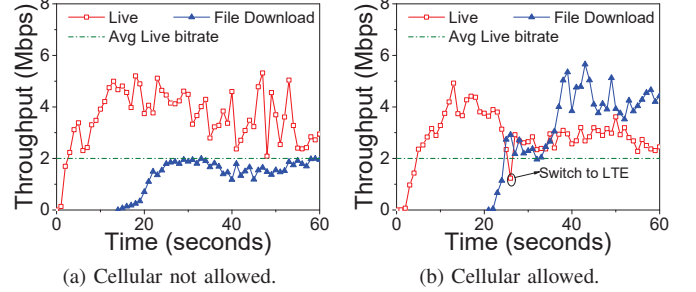 Live File Download
Avg Live bitrate
Throughput (Mbps)
8
6
4
2
0
0 20 40 60
Time (seconds)
(a) Cellular not allowed.
Live File Download
Avg Live bitrate
Throughput (Mbps)
8
6
4
2
0
Switch to LTE
0 20 40 60
Time (seconds)
(b) Cellular allowed.